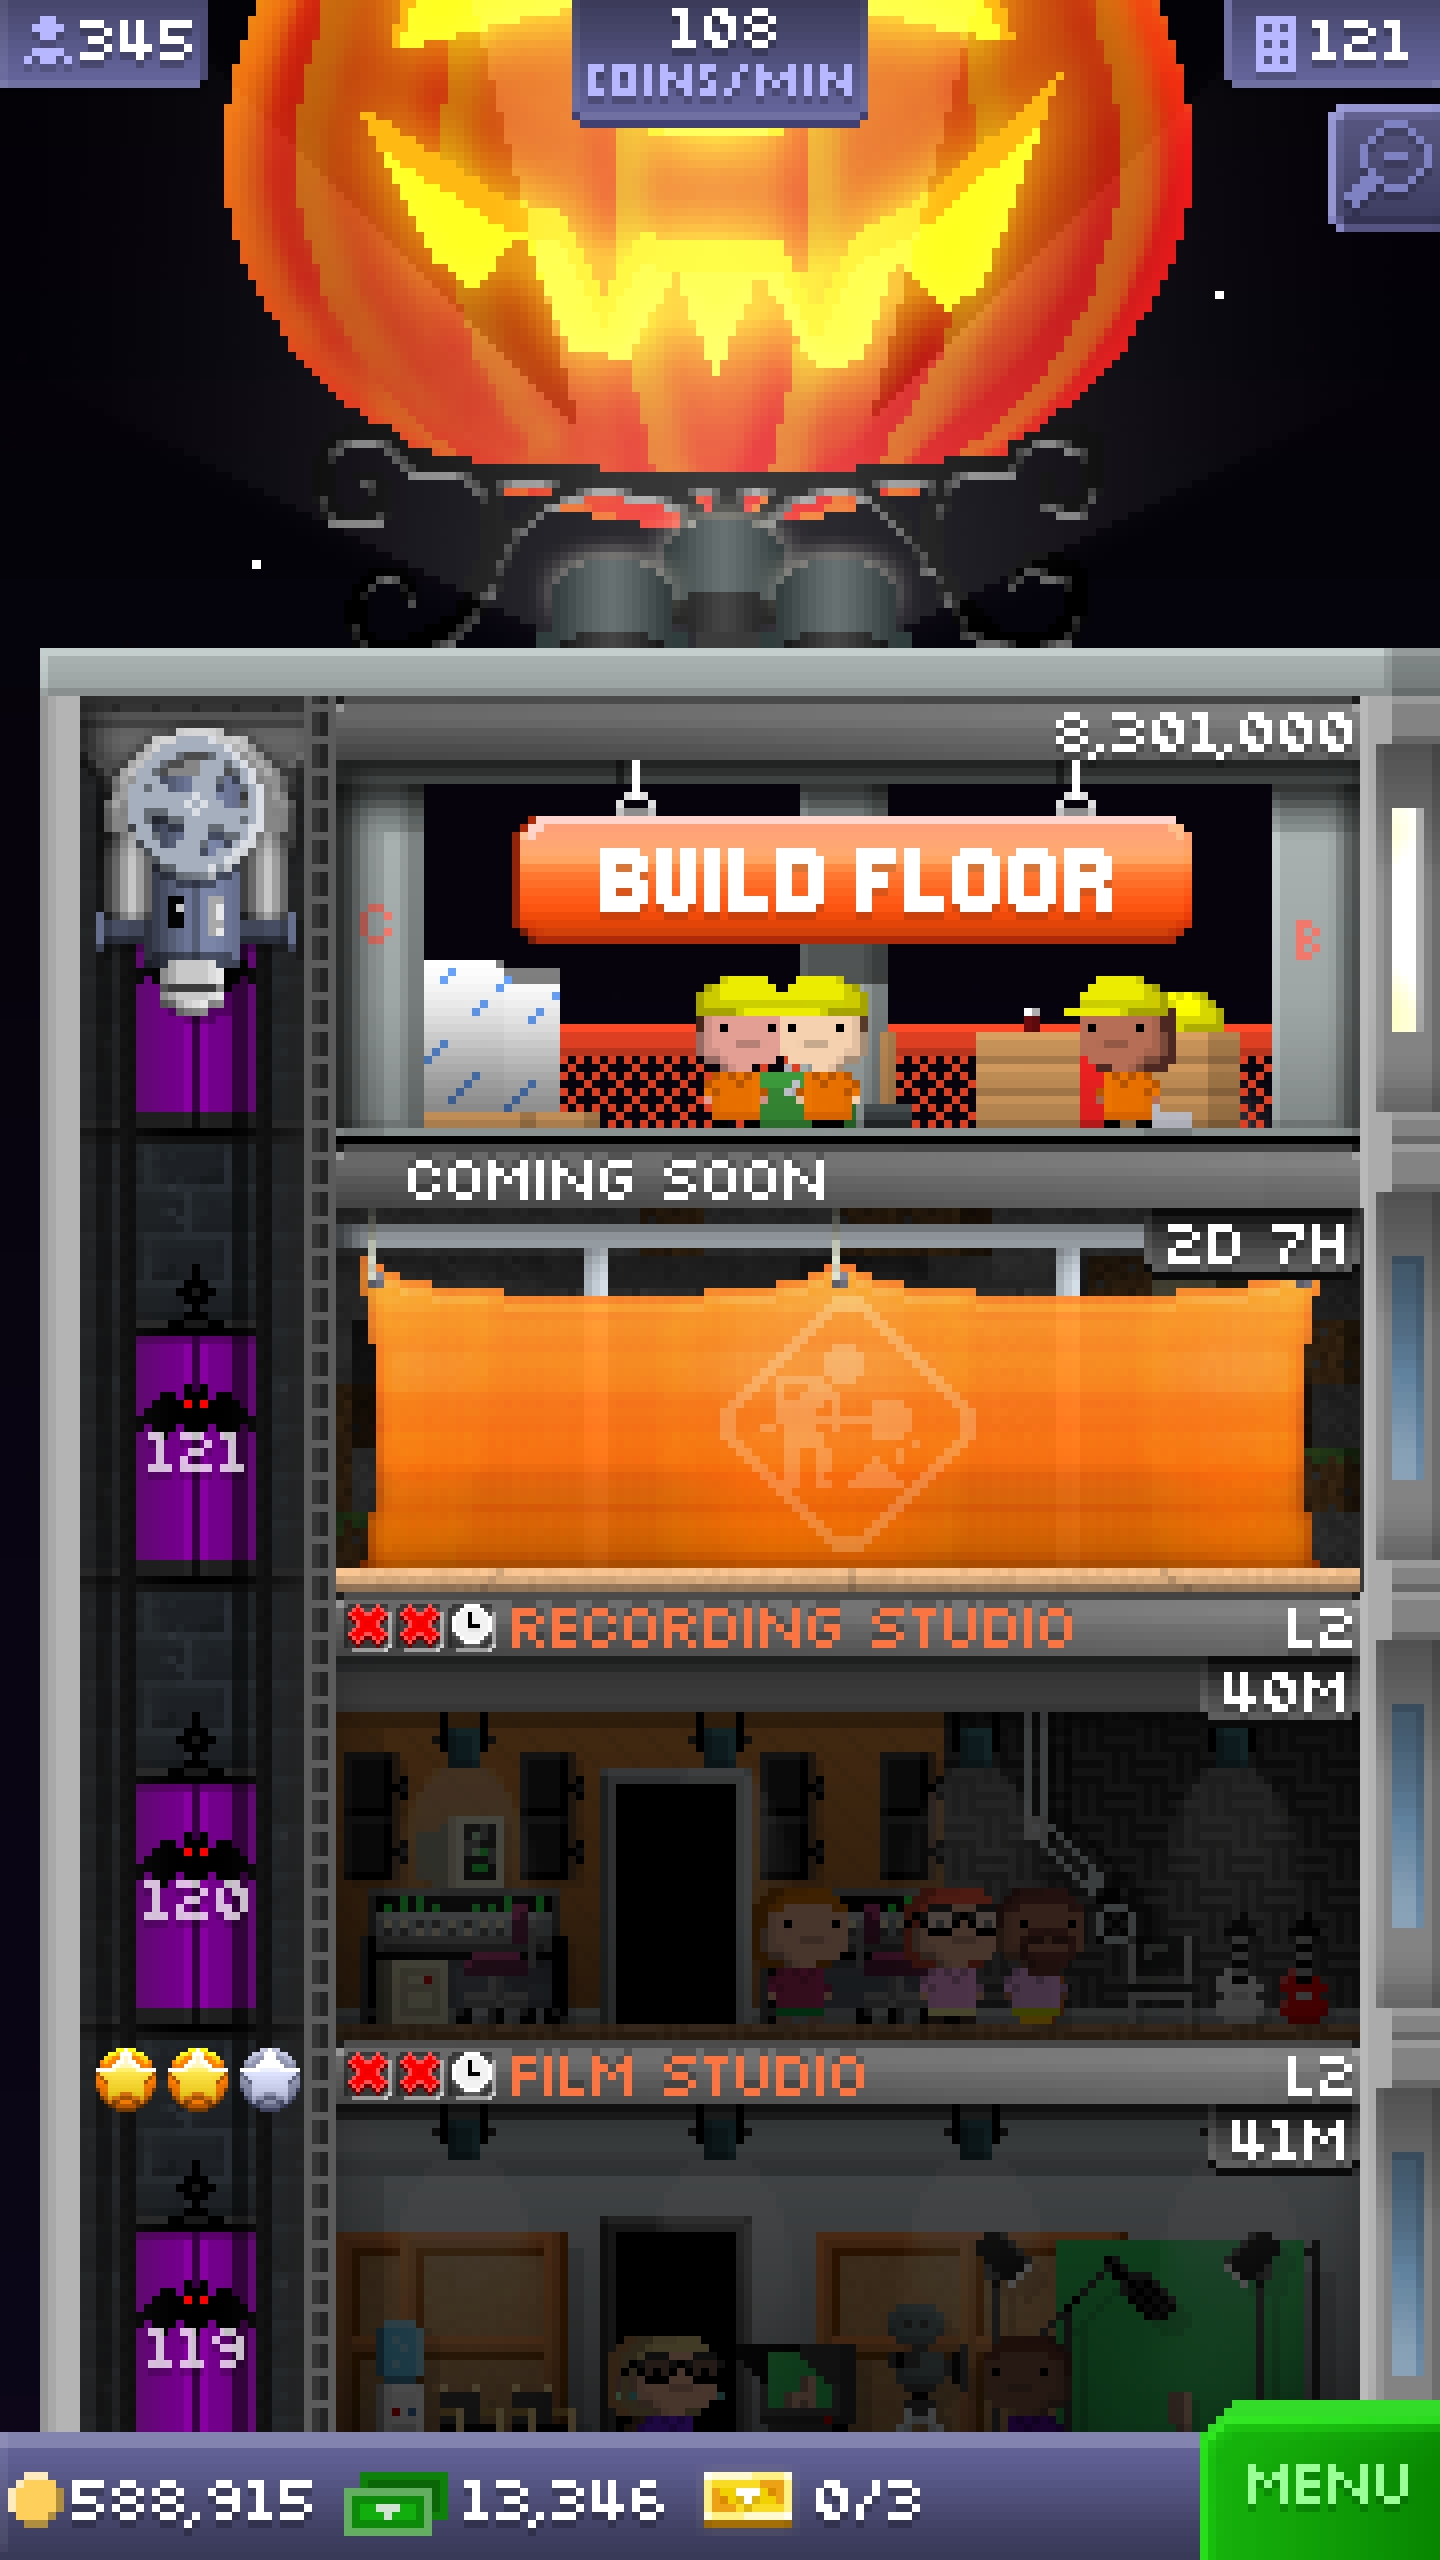 345
108
COINS/MIN
121
8,301,000
BUILD FLOOR
C
B
COMING SOON
2D 7H
121
RECORDING STUDIO L2
40M
120
FILM STUDIO L2
41M
119
588,915 13,346 0/3
MENU